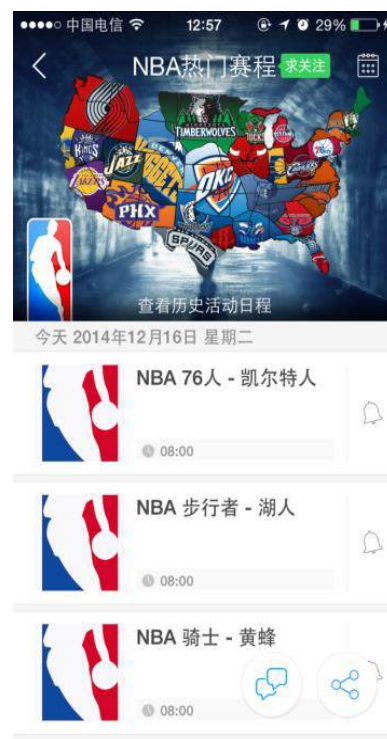 中国电信 12:57 29%
NBA热门赛程 求关注
TIMBERWOLVES
KINGS
JAZZ
NUGGETS
OKC
PHX
SPURS
查看历史活动日程
今天 2014年12月16日 星期二
NBA 76人 - 凯尔特人
08:00
NBA 步行者 - 湖人
08:00
NBA 骑士 - 黄蜂
08:00